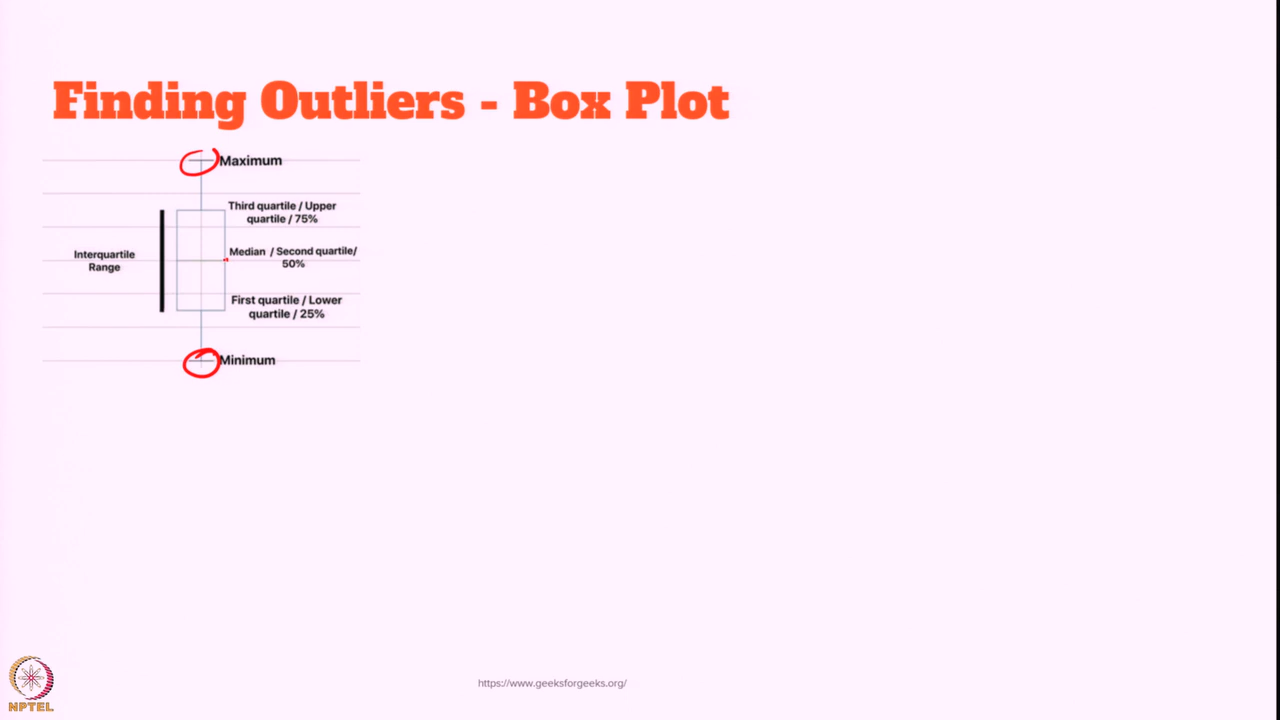 Finding Outliers - Box Plot
Maximum
Third quartile / Upper
quartile / 75%
Interquartile
Range
Median / Second quartile/
50%
First quartile / Lower
quartile / 25%
Minimum
NPTEL
https://www.geeksforgeeks.org/